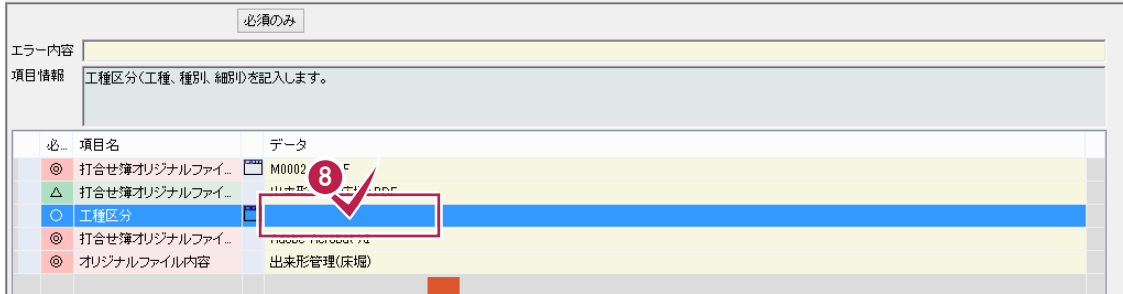 必須のみ
エラー内容
項目情報
工種区分(工種、種別、細別)を記入します。
必... 項目名 データ
◎ 打合せ簿オリジナルファイ... M0002
8
△ 打合せ簿オリジナルファイ...
○ 工種区分
◎ 打合せ簿オリジナルファイ...
◎ オリジナルファイル内容 出来形管理(床堀)